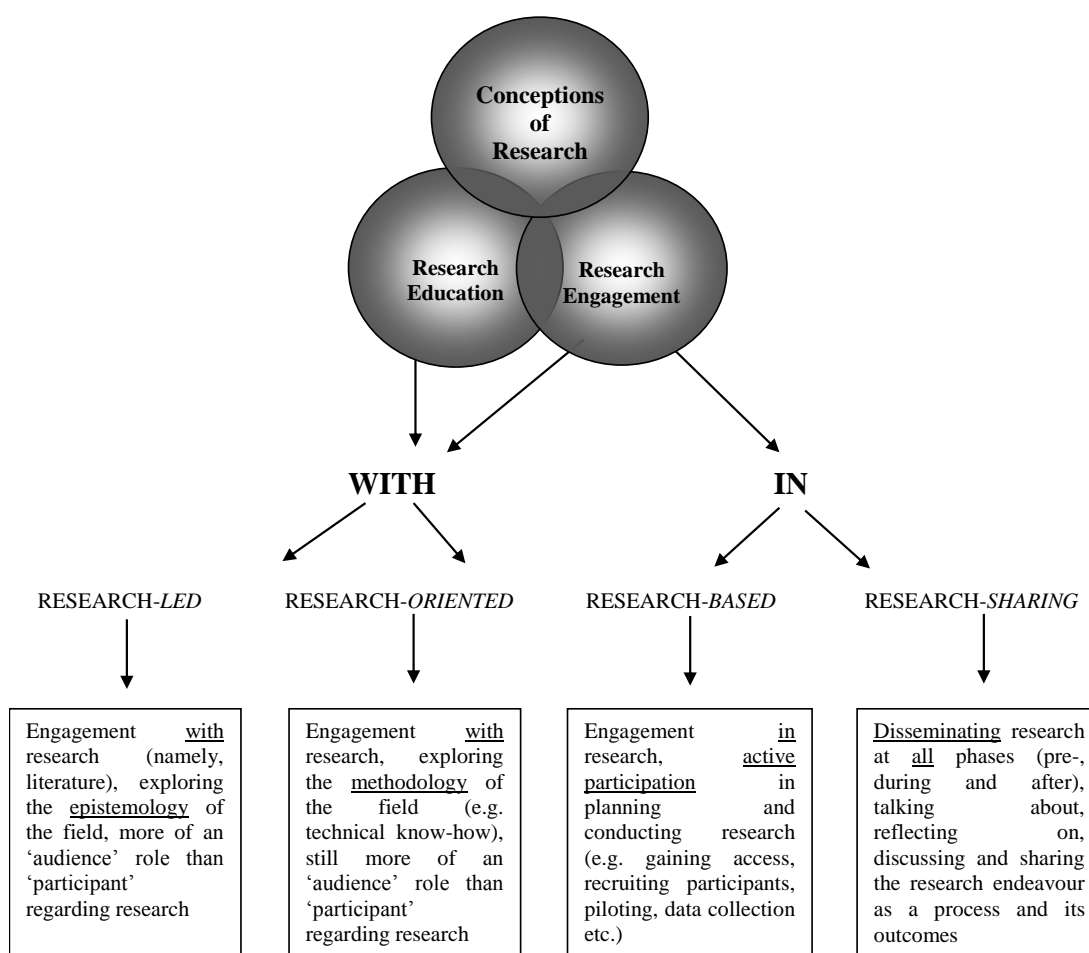 Conceptions
of
Research
Research
Education
Research
Engagement
WITH
IN
RESEARCH-LED
RESEARCH-ORIENTED
RESEARCH-BASED
RESEARCH-SHARING
Engagement with
research (namely,
literature), exploring
the epistemology of
the field, more of an
‘audience’ role than
‘participant’
regarding research
Engagement with
research, exploring
the methodology of
the field (e.g.
technical know-how),
still more of an
‘audience’ role than
‘participant’
regarding research
Engagement in
research, active
participation in
planning and
conducting research
(e.g. gaining access,
recruiting participants,
piloting, data collection
etc.)
Disseminating research
at all phases (pre-,
during and after),
talking about,
reflecting on,
discussing and sharing
the research endeavour
as a process and its
outcomes